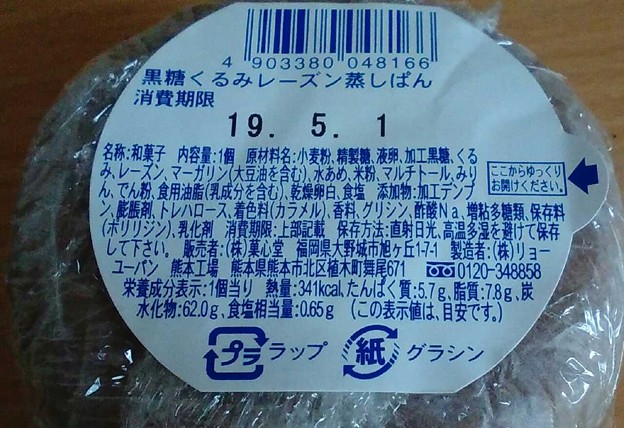 4 903380 048166
黒糖くるみレーズン蒸しぱん
消費期限
19. 5. 1
名称:和菓子 内容量:1個 原材料名:小麦粉、精製糖、液卵、加工黒糖、くる
み、レーズン、マーガリン(大豆油を含む)、水あめ、米粉、マルチトール、みり
ん、でん粉、食用油脂(乳成分を含む)、乾燥卵白、食塩 添加物:加工デンプ
ン、膨脹剤、トレハロース、着色料(カラメル)、香料、グリシン、酢酸Na、増粘多糖類、保存料
(ポリリジン)、乳化剤 消費期限:上部記載 保存方法:直射日光、高温多湿を避けて保存
して下さい。 販売者:(株)菓心堂 福岡県大野城市旭ヶ丘1-7-1 製造者:(株)リョー
ユーパン 熊本工場 熊本県熊本市北区植木町舞尾671 0120-348858
栄養成分表示:1個当り 熱量:341kcal、たんぱく質:5.7g、脂質:7.8g、炭
水化物:62.0g、食塩相当量:0.65g (この表示値は、目安です。)
プラ ラップ 紙 グラシン
ここからゆっくり
お開けください。